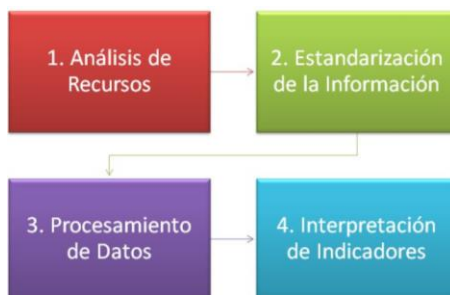 1. Análisis de
Recursos
2. Estandarización
de la Información
3. Procesamiento
de Datos
4. Interpretación
de Indicadores